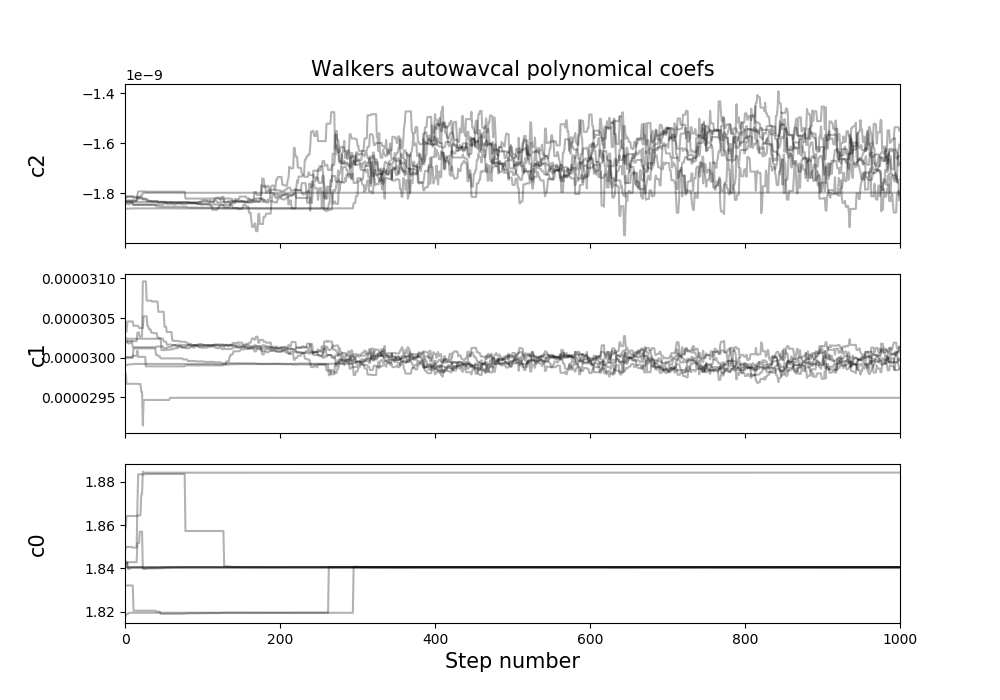 Walkers autowavcal polynomical coefs
1e−9
−1.4
−1.6
−1.8
c2
0.0000310
0.0000305
0.0000300
0.0000295
c1
1.88
1.86
1.84
1.82
c0
0 200 400 600 800 1000
Step number